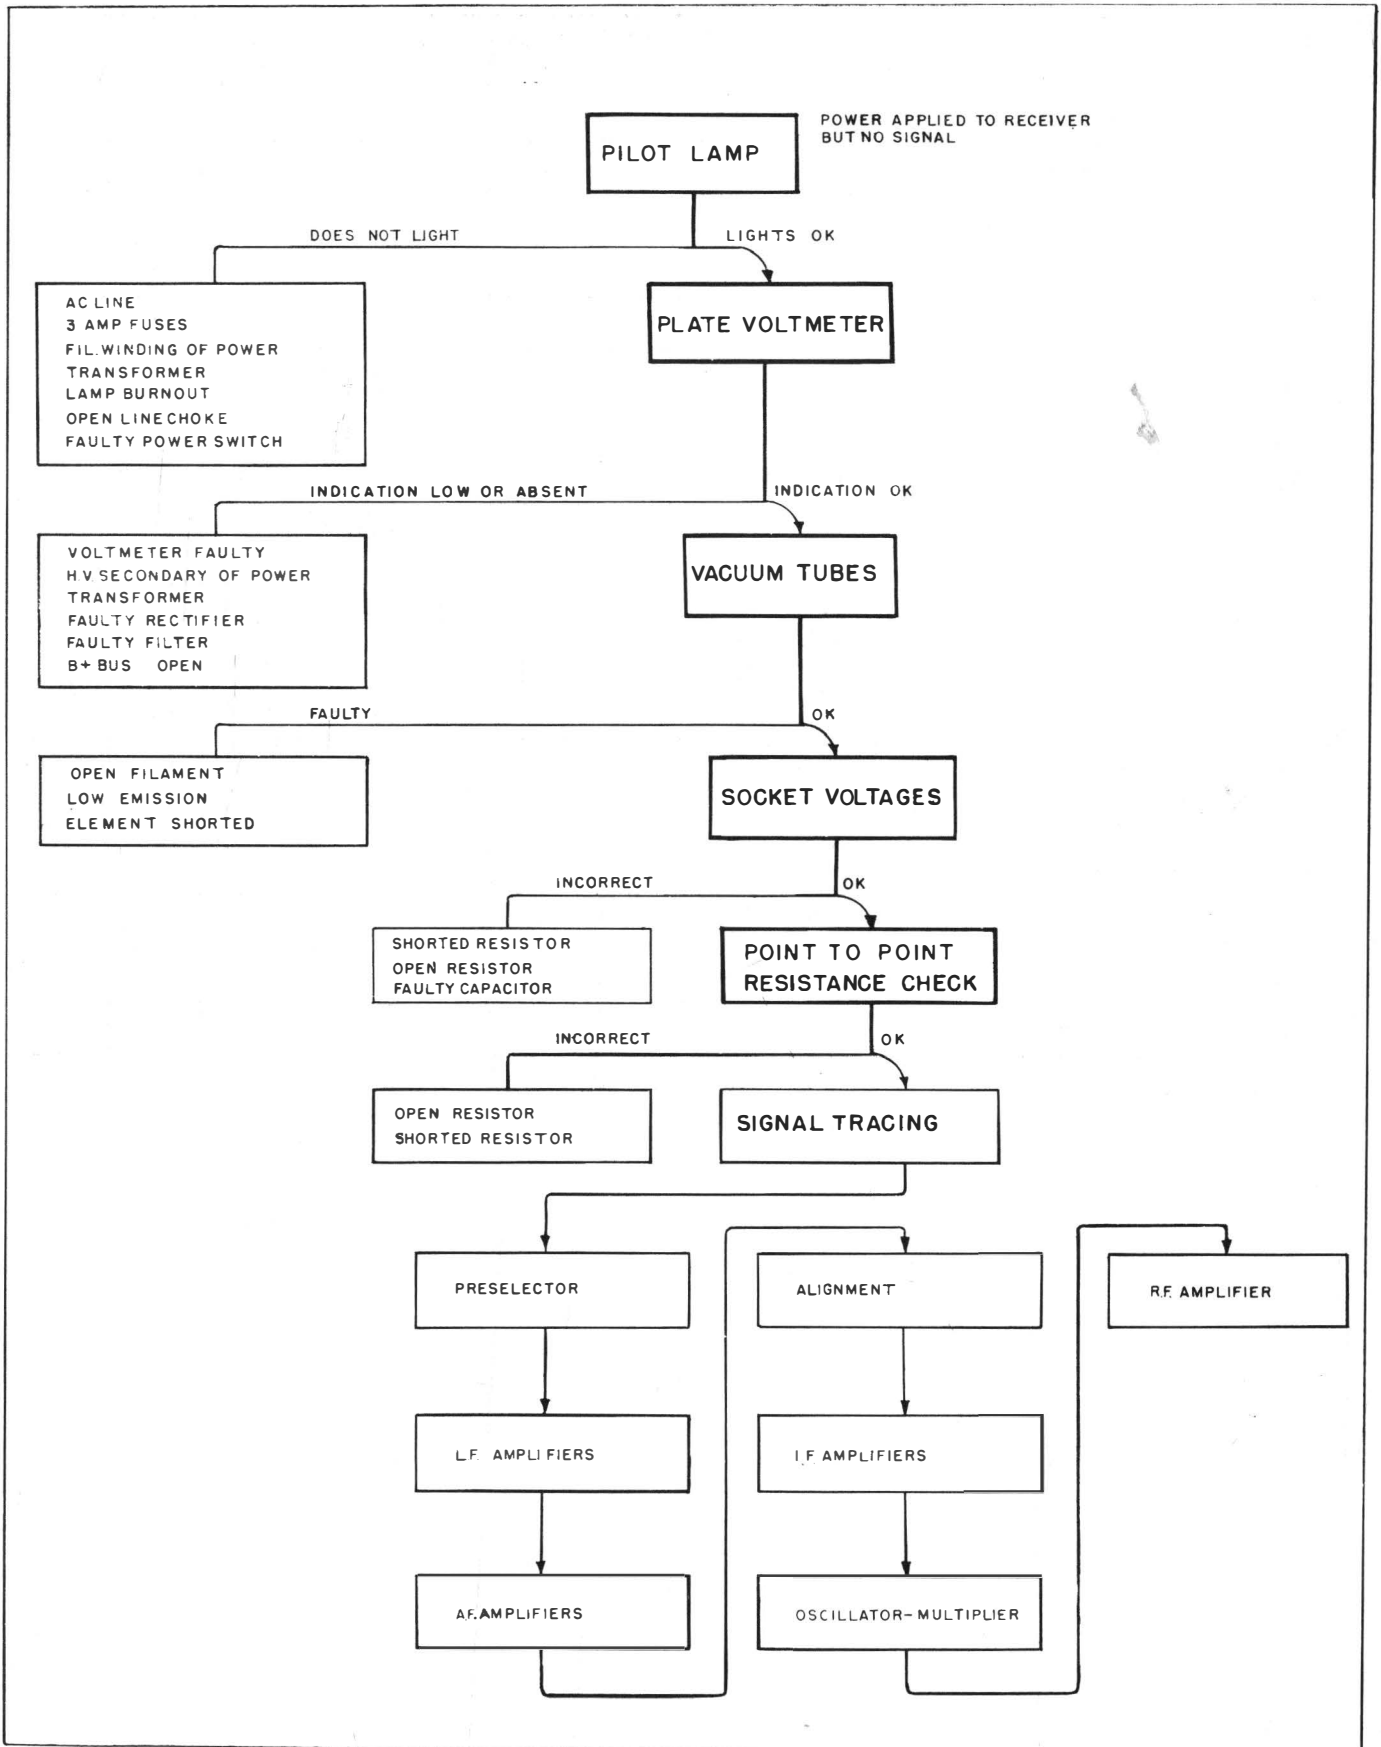 POWER APPLIED TO RECEIVER
BUT NO SIGNAL
PILOT LAMP
DOES NOT LIGHT
LIGHTS OK
AC LINE
3 AMP FUSES
FIL. WINDING OF POWER
TRANSFORMER
LAMP BURNOUT
OPEN LINE CHOKE
FAULTY POWER SWITCH
PLATE VOLTMETER
INDICATION LOW OR ABSENT
INDICATION OK
VOLTMETER FAULTY
H.V. SECONDARY OF POWER
TRANSFORMER
FAULTY RECTIFIER
FAULTY FILTER
B+ BUS OPEN
VACUUM TUBES
FAULTY
OK
OPEN FILAMENT
LOW EMISSION
ELEMENT SHORTED
SOCKET VOLTAGES
INCORRECT
OK
SHORTED RESISTOR
OPEN RESISTOR
FAULTY CAPACITOR
POINT TO POINT
RESISTANCE CHECK
INCORRECT
OK
OPEN RESISTOR
SHORTED RESISTOR
SIGNAL TRACING
PRESELECTOR
ALIGNMENT
R.F. AMPLIFIER
L.F. AMPLIFIERS
I.F. AMPLIFIERS
A.F. AMPLIFIERS
OSCILLATOR-MULTIPLIER